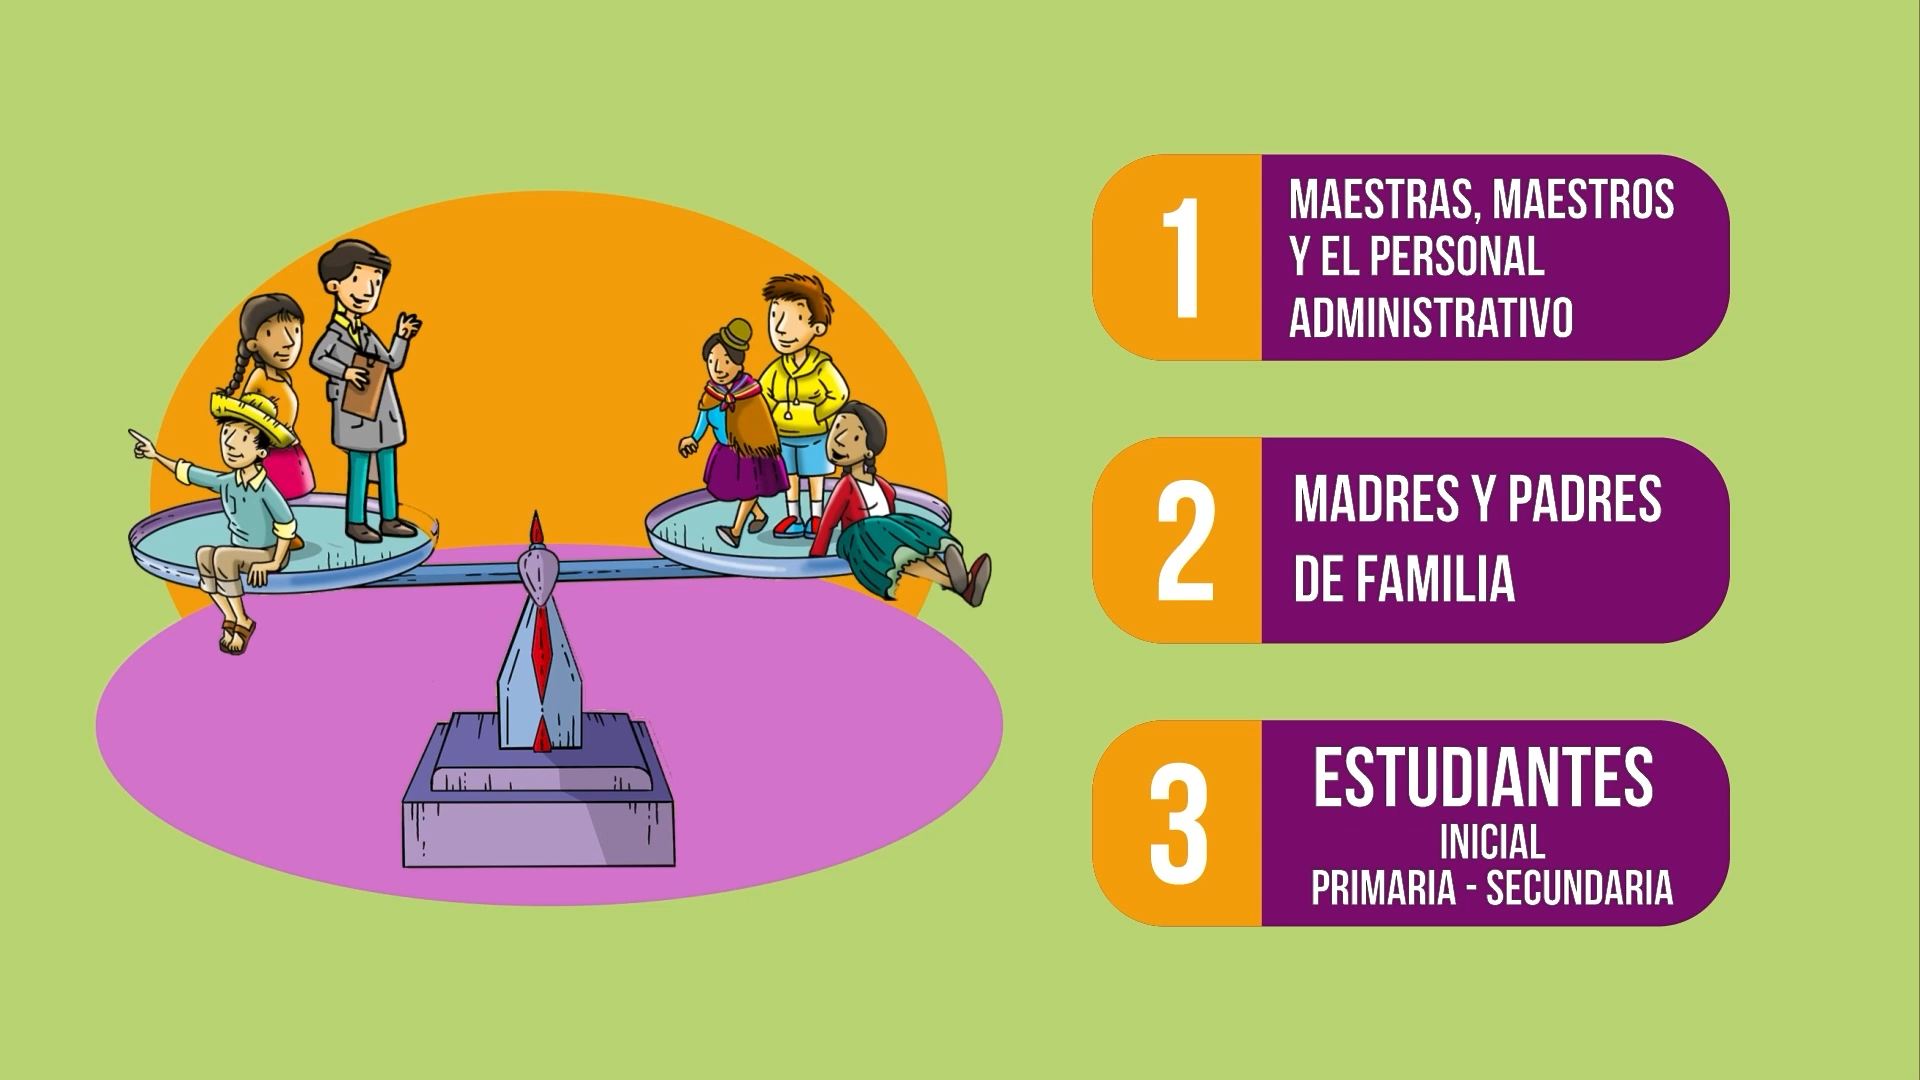 1
MAESTRAS, MAESTROS
Y EL PERSONAL
ADMINISTRATIVO
2
MADRES Y PADRES
DE FAMILIA
3
ESTUDIANTES
INICIAL
PRIMARIA - SECUNDARIA